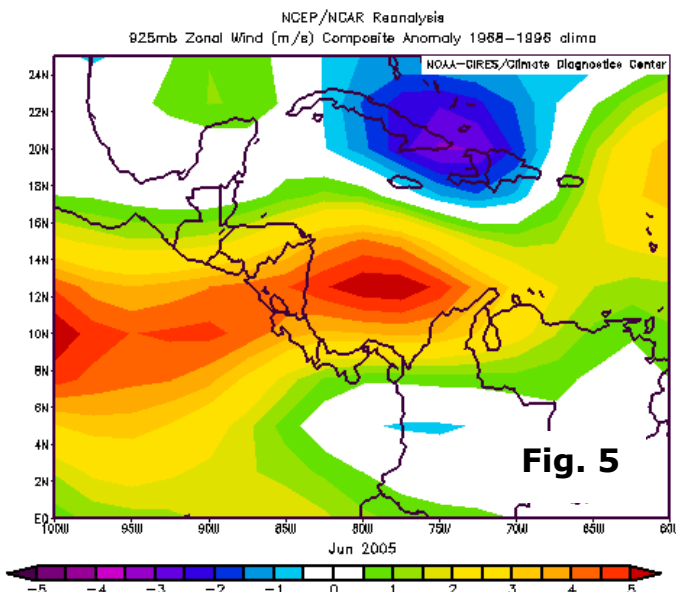 NCEP/NCAR Reanalysis
925mb Zonal Wind (m/s) Composite Anomaly 1968-1996 clima
NOAA-CIRES/Climate Diagnostics Center
24N
22N
20N
18N
16N
14N
12N
10N
8N
6N
4N
2N
EQ
Fig. 5
100W 95W 90W 85W 80W 75W 70W 65W 60W
Jun 2005
-5 -4 -3 -2 -1 0 1 2 3 4 5